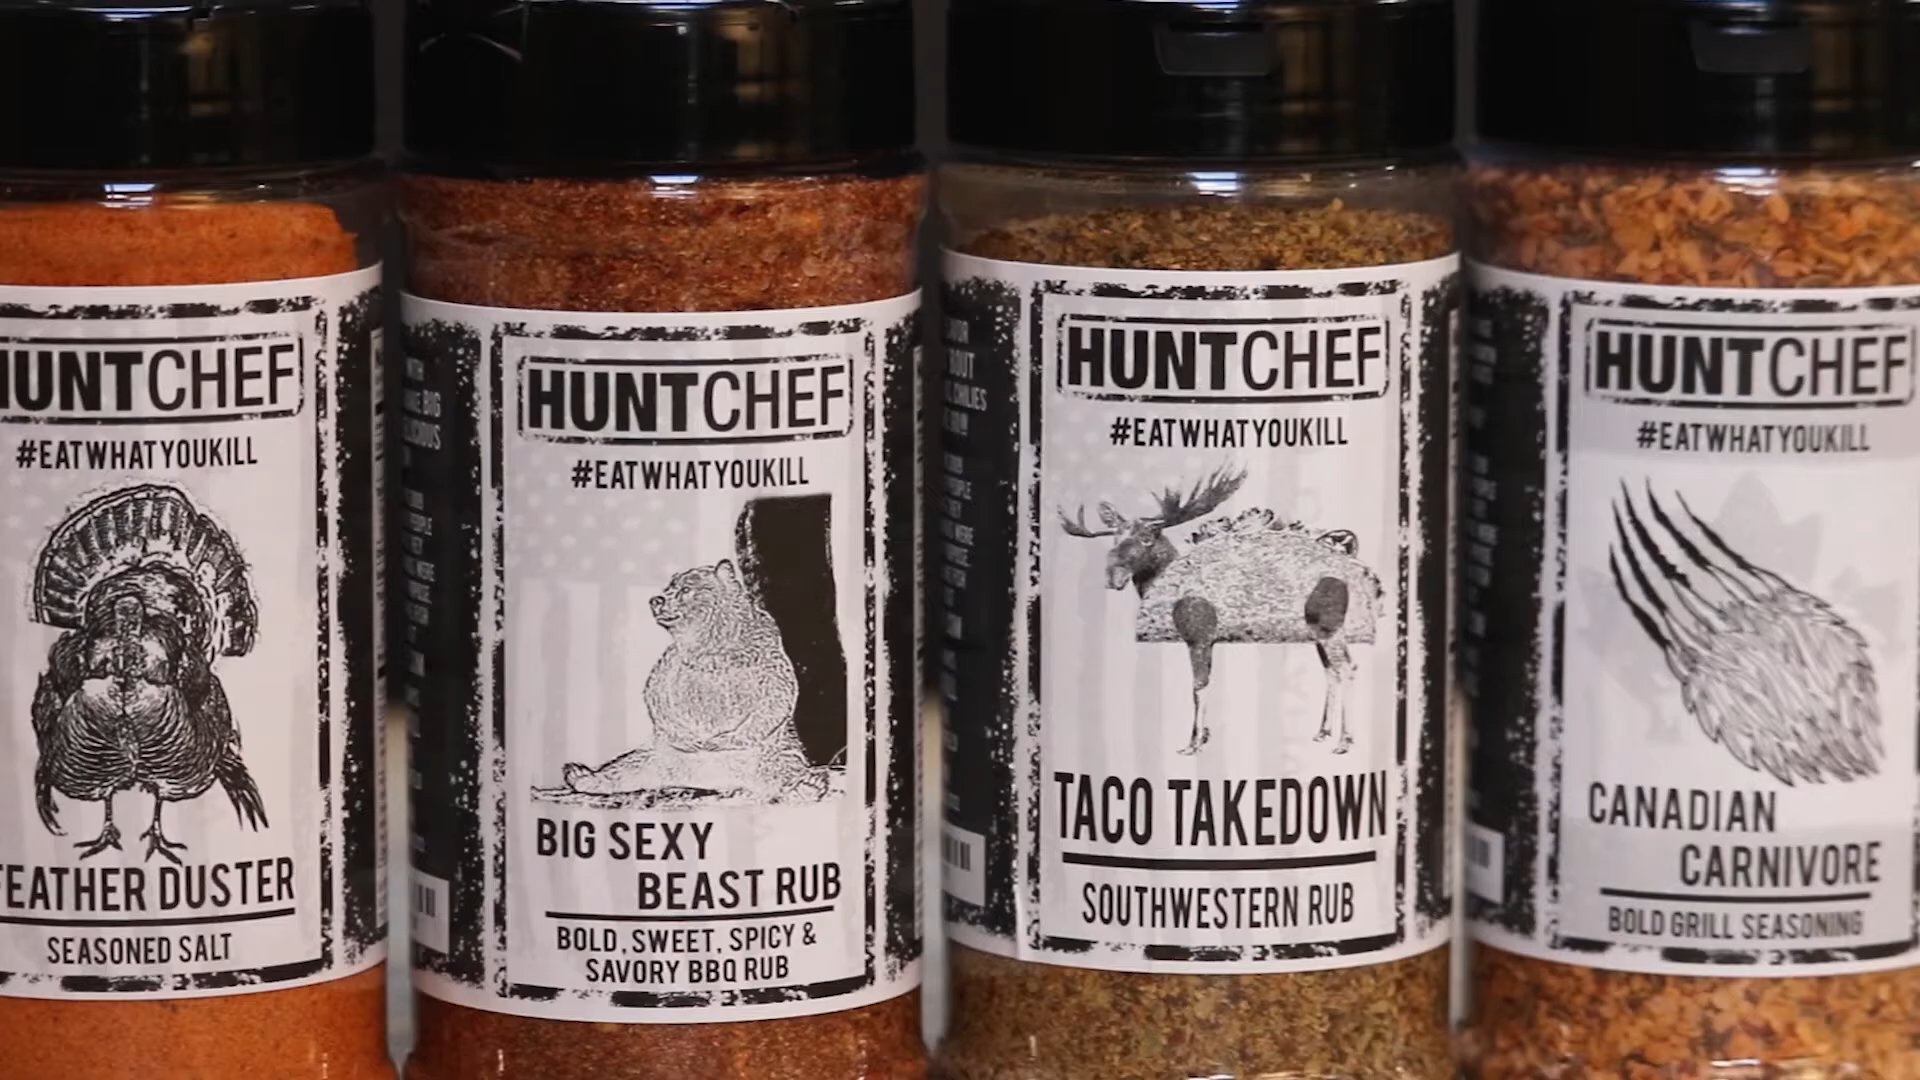 HUNTCHEF
#EATWHATYOUKILL
FEATHER DUSTER
SEASONED SALT
HUNTCHEF
#EATWHATYOUKILL
BIG SEXY
BEAST RUB
BOLD, SWEET, SPICY &
SAVORY BBQ RUB
HUNTCHEF
#EATWHATYOUKILL
TACO TAKEDOWN
SOUTHWESTERN RUB
HUNTCHEF
#EATWHATYOUKILL
CANADIAN
CARNIVORE
BOLD GRILL SEASONING